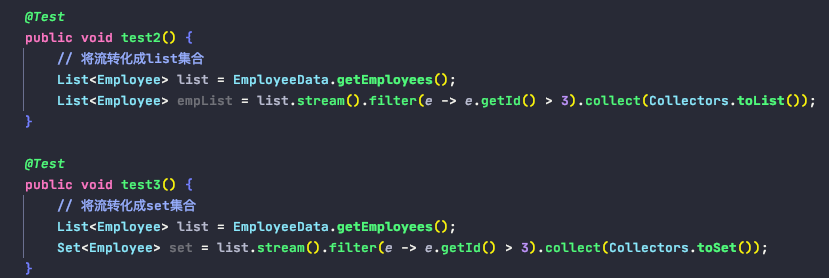 @Test
public void test2() {
    // 将流转化成list集合
    List<Employee> list = EmployeeData.getEmployees();
    List<Employee> empList = list.stream().filter(e -> e.getId() > 3).collect(Collectors.toList());
}
@Test
public void test3() {
    // 将流转化成set集合
    List<Employee> list = EmployeeData.getEmployees();
    Set<Employee> set = list.stream().filter(e -> e.getId() > 3).collect(Collectors.toSet());
}